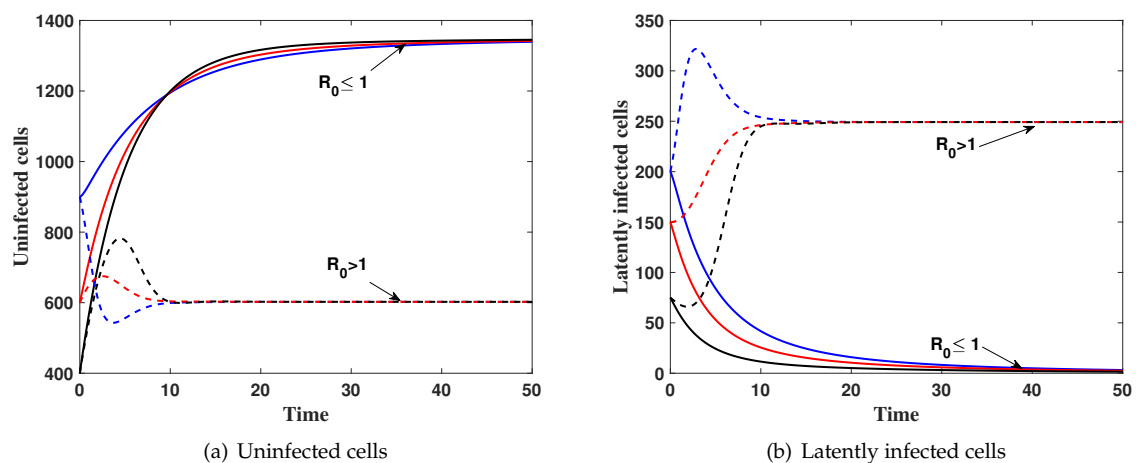 1400
1200
1000
800
600
400
Uninfected cells
R₀ ≤ 1
R₀>1
0 10 20 30 40 50
Time
(a) Uninfected cells
350
300
250
200
150
100
50
0
Latently infected cells
R₀>1
R₀ ≤ 1
0 10 20 30 40 50
Time
(b) Latently infected cells